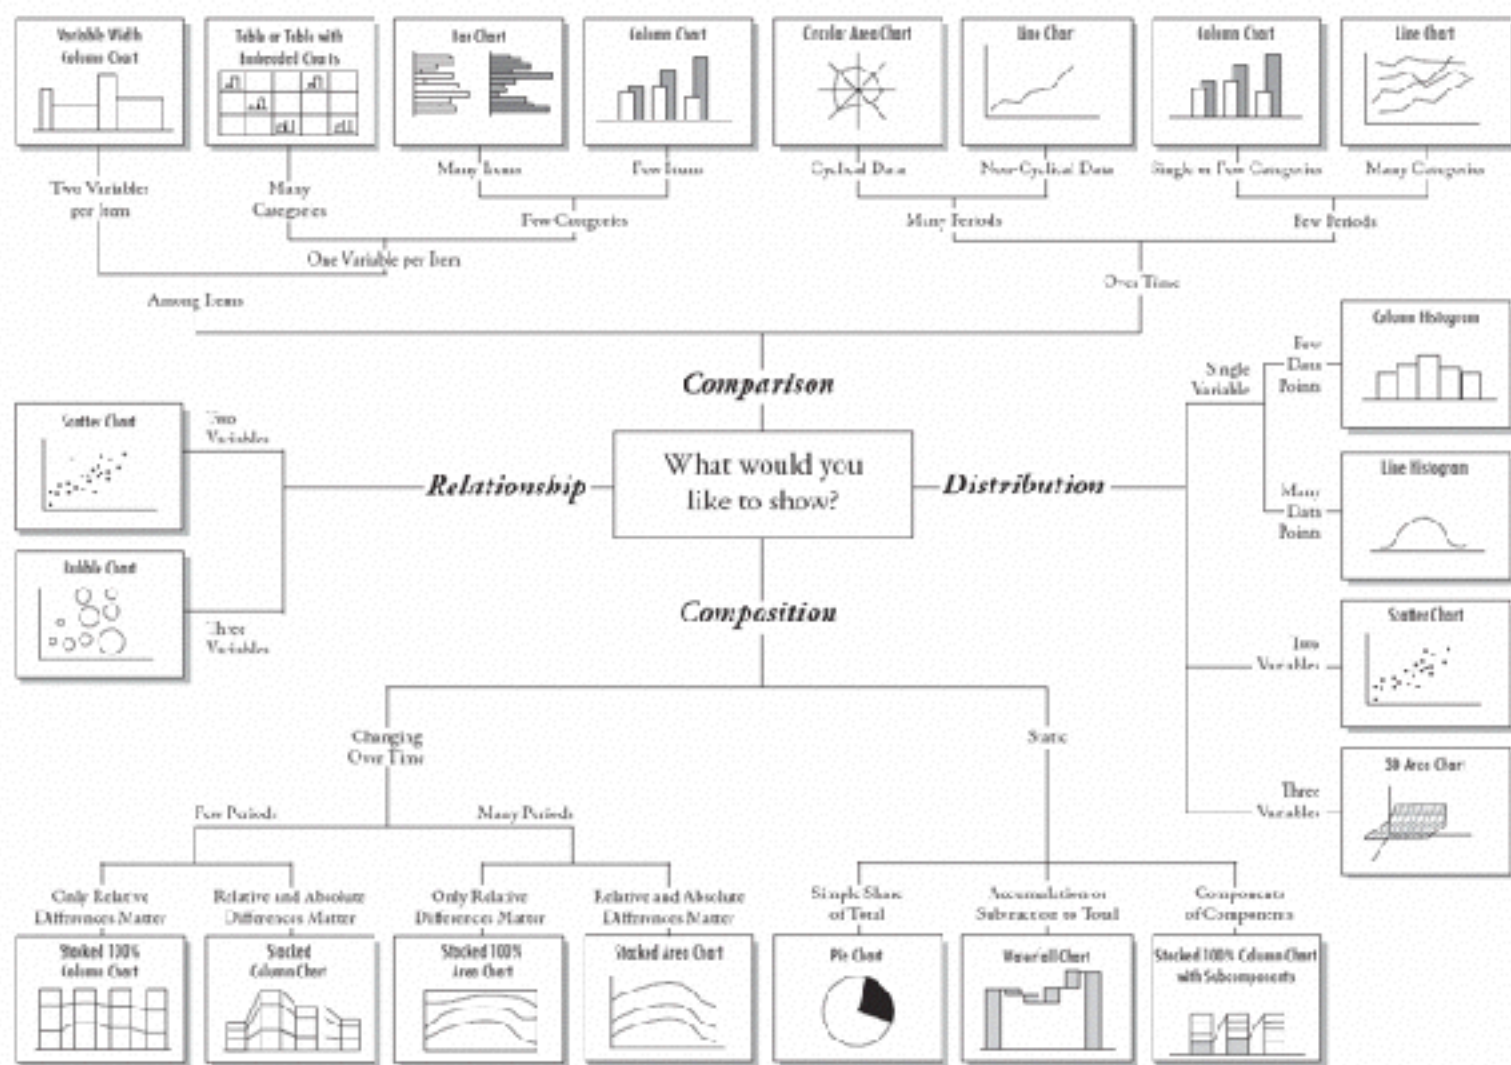 Variable Width
Column Chart
Table or Table with
Embedded Charts
Bar Chart
Column Chart
Circular Area Chart
Line Chart
Column Chart
Line Chart
Two Variables
per Item
Many
Categories
Many Items
Few Items
Cyclical Data
Non-Cyclical Data
Single or Few Categories
Many Categories
Few Categories
Many Periods
Few Periods
One Variable per Item
Among Items
Over Time
Comparison
What would you
like to show?
Relationship
Two
Variables
Scatter Chart
Three
Variables
Bubble Chart
Distribution
Single
Variable
Few
Data
Points
Column Histogram
Many
Data
Points
Line Histogram
Two
Variables
Scatter Chart
Three
Variables
3D Area Chart
Composition
Changing
Over Time
Static
Few Periods
Many Periods
Only Relative
Differences Matter
Relative and Absolute
Differences Matter
Only Relative
Differences Matter
Relative and Absolute
Differences Matter
Simple Share
of Total
Accumulation or
Subtraction to Total
Components
of Components
Stacked 100%
Column Chart
Stacked
Column Chart
Stacked 100%
Area Chart
Stacked Area Chart
Pie Chart
Waterfall Chart
Stacked 100% Column Chart
with Subcomponents